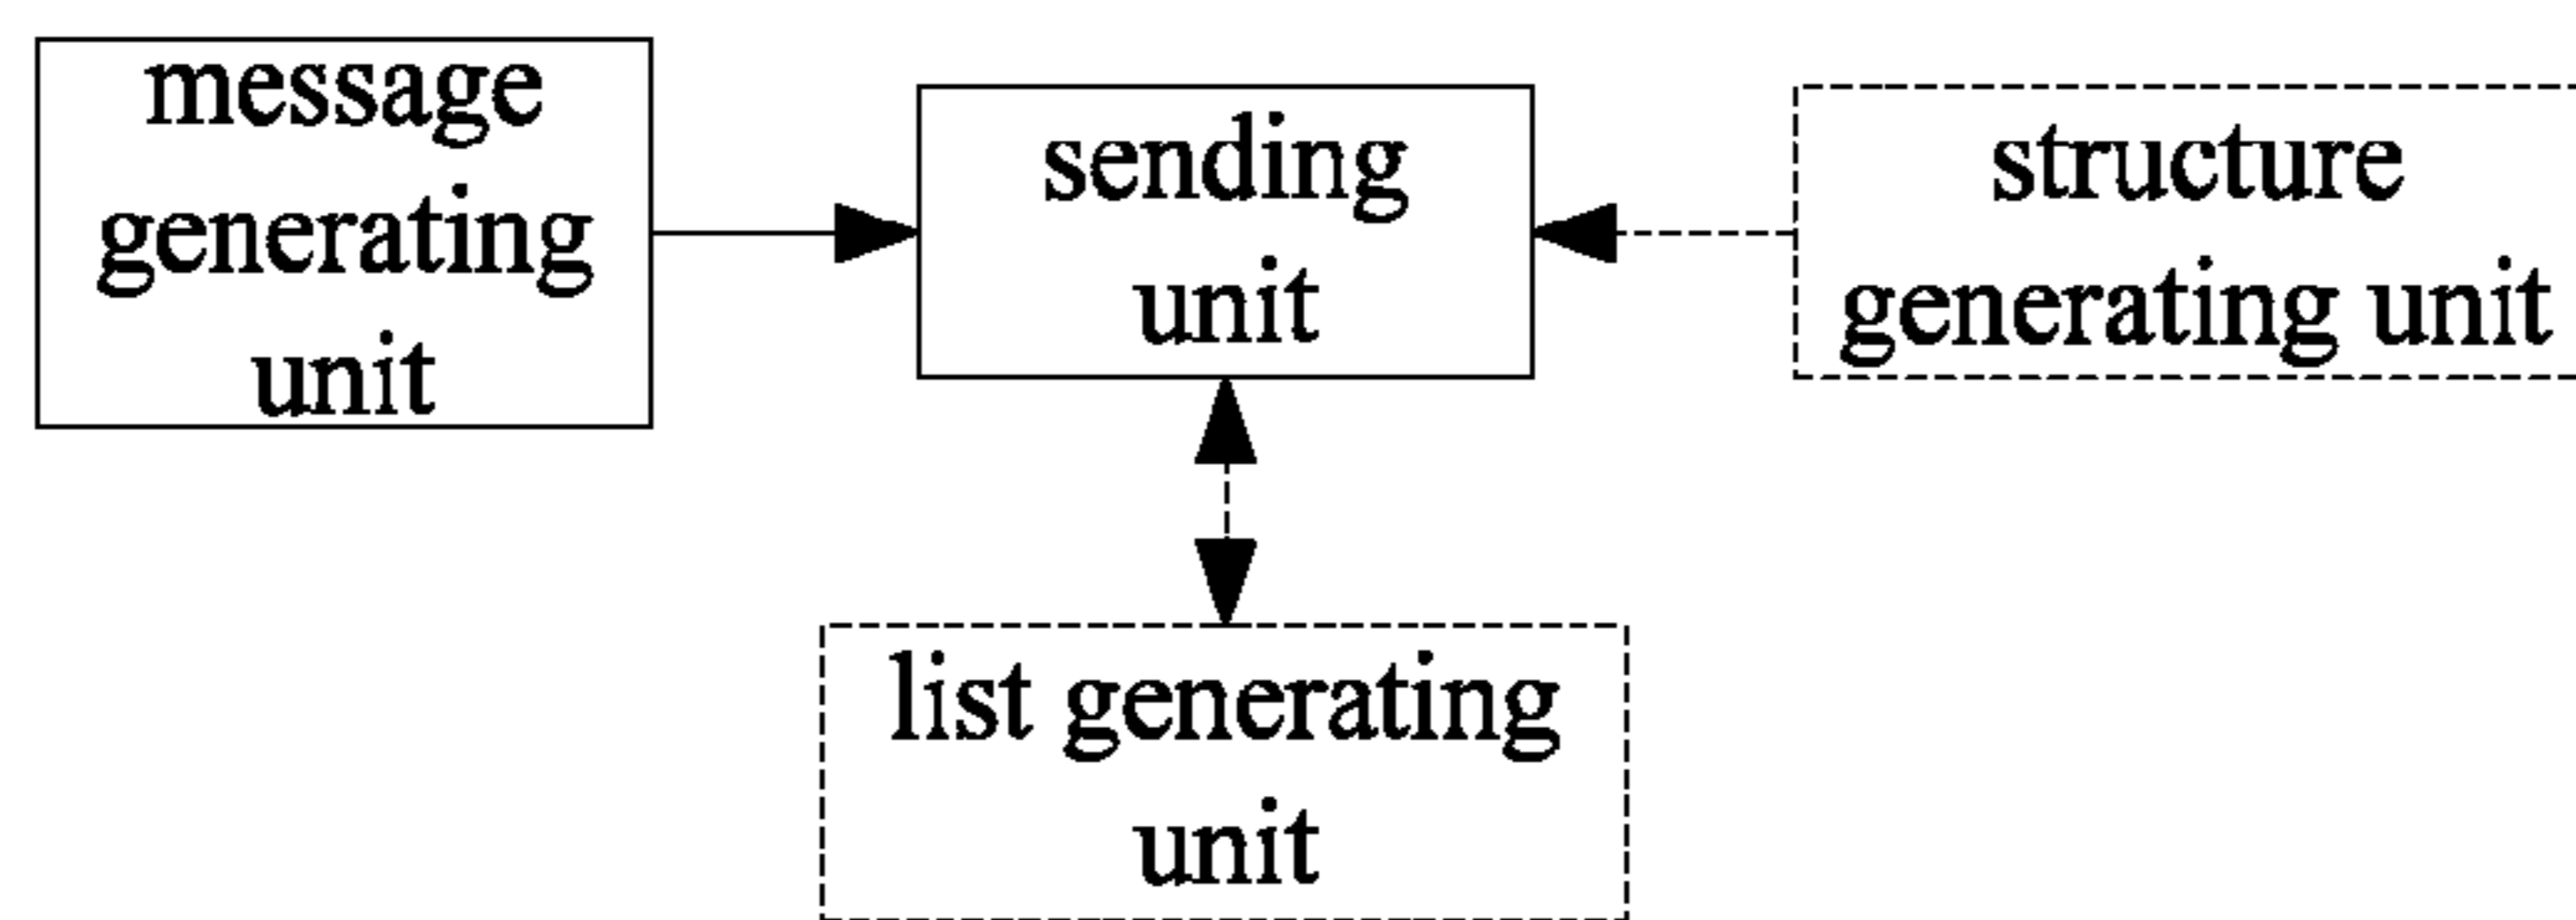 message
generating
unit
sending
unit
structure
generating unit
list generating
unit